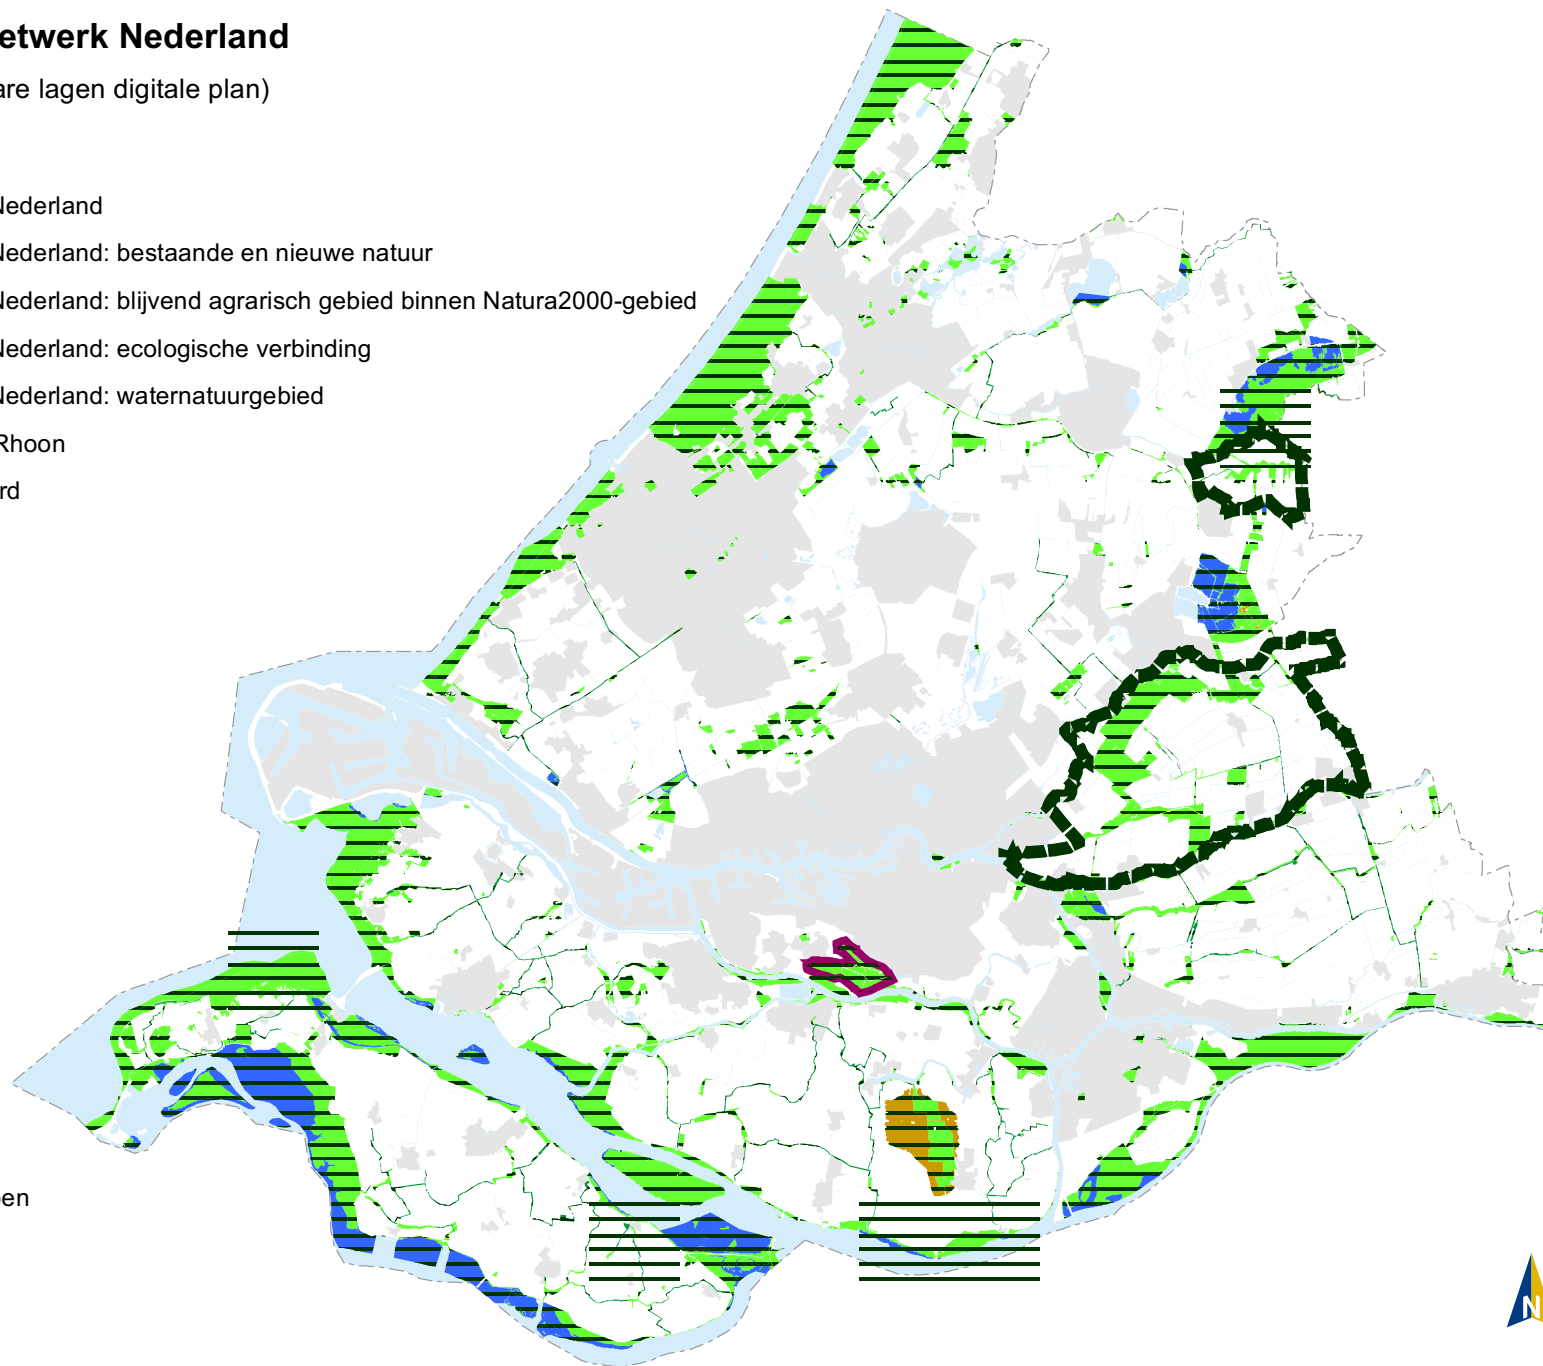 etwerk Nederland
are lagen digitale plan)
Nederland
Nederland: bestaande en nieuwe natuur
Nederland: blijvend agrarisch gebied binnen Natura2000-gebied
Nederland: ecologische verbinding
Nederland: waternatuurgebied
Rhoon
rd
en
N